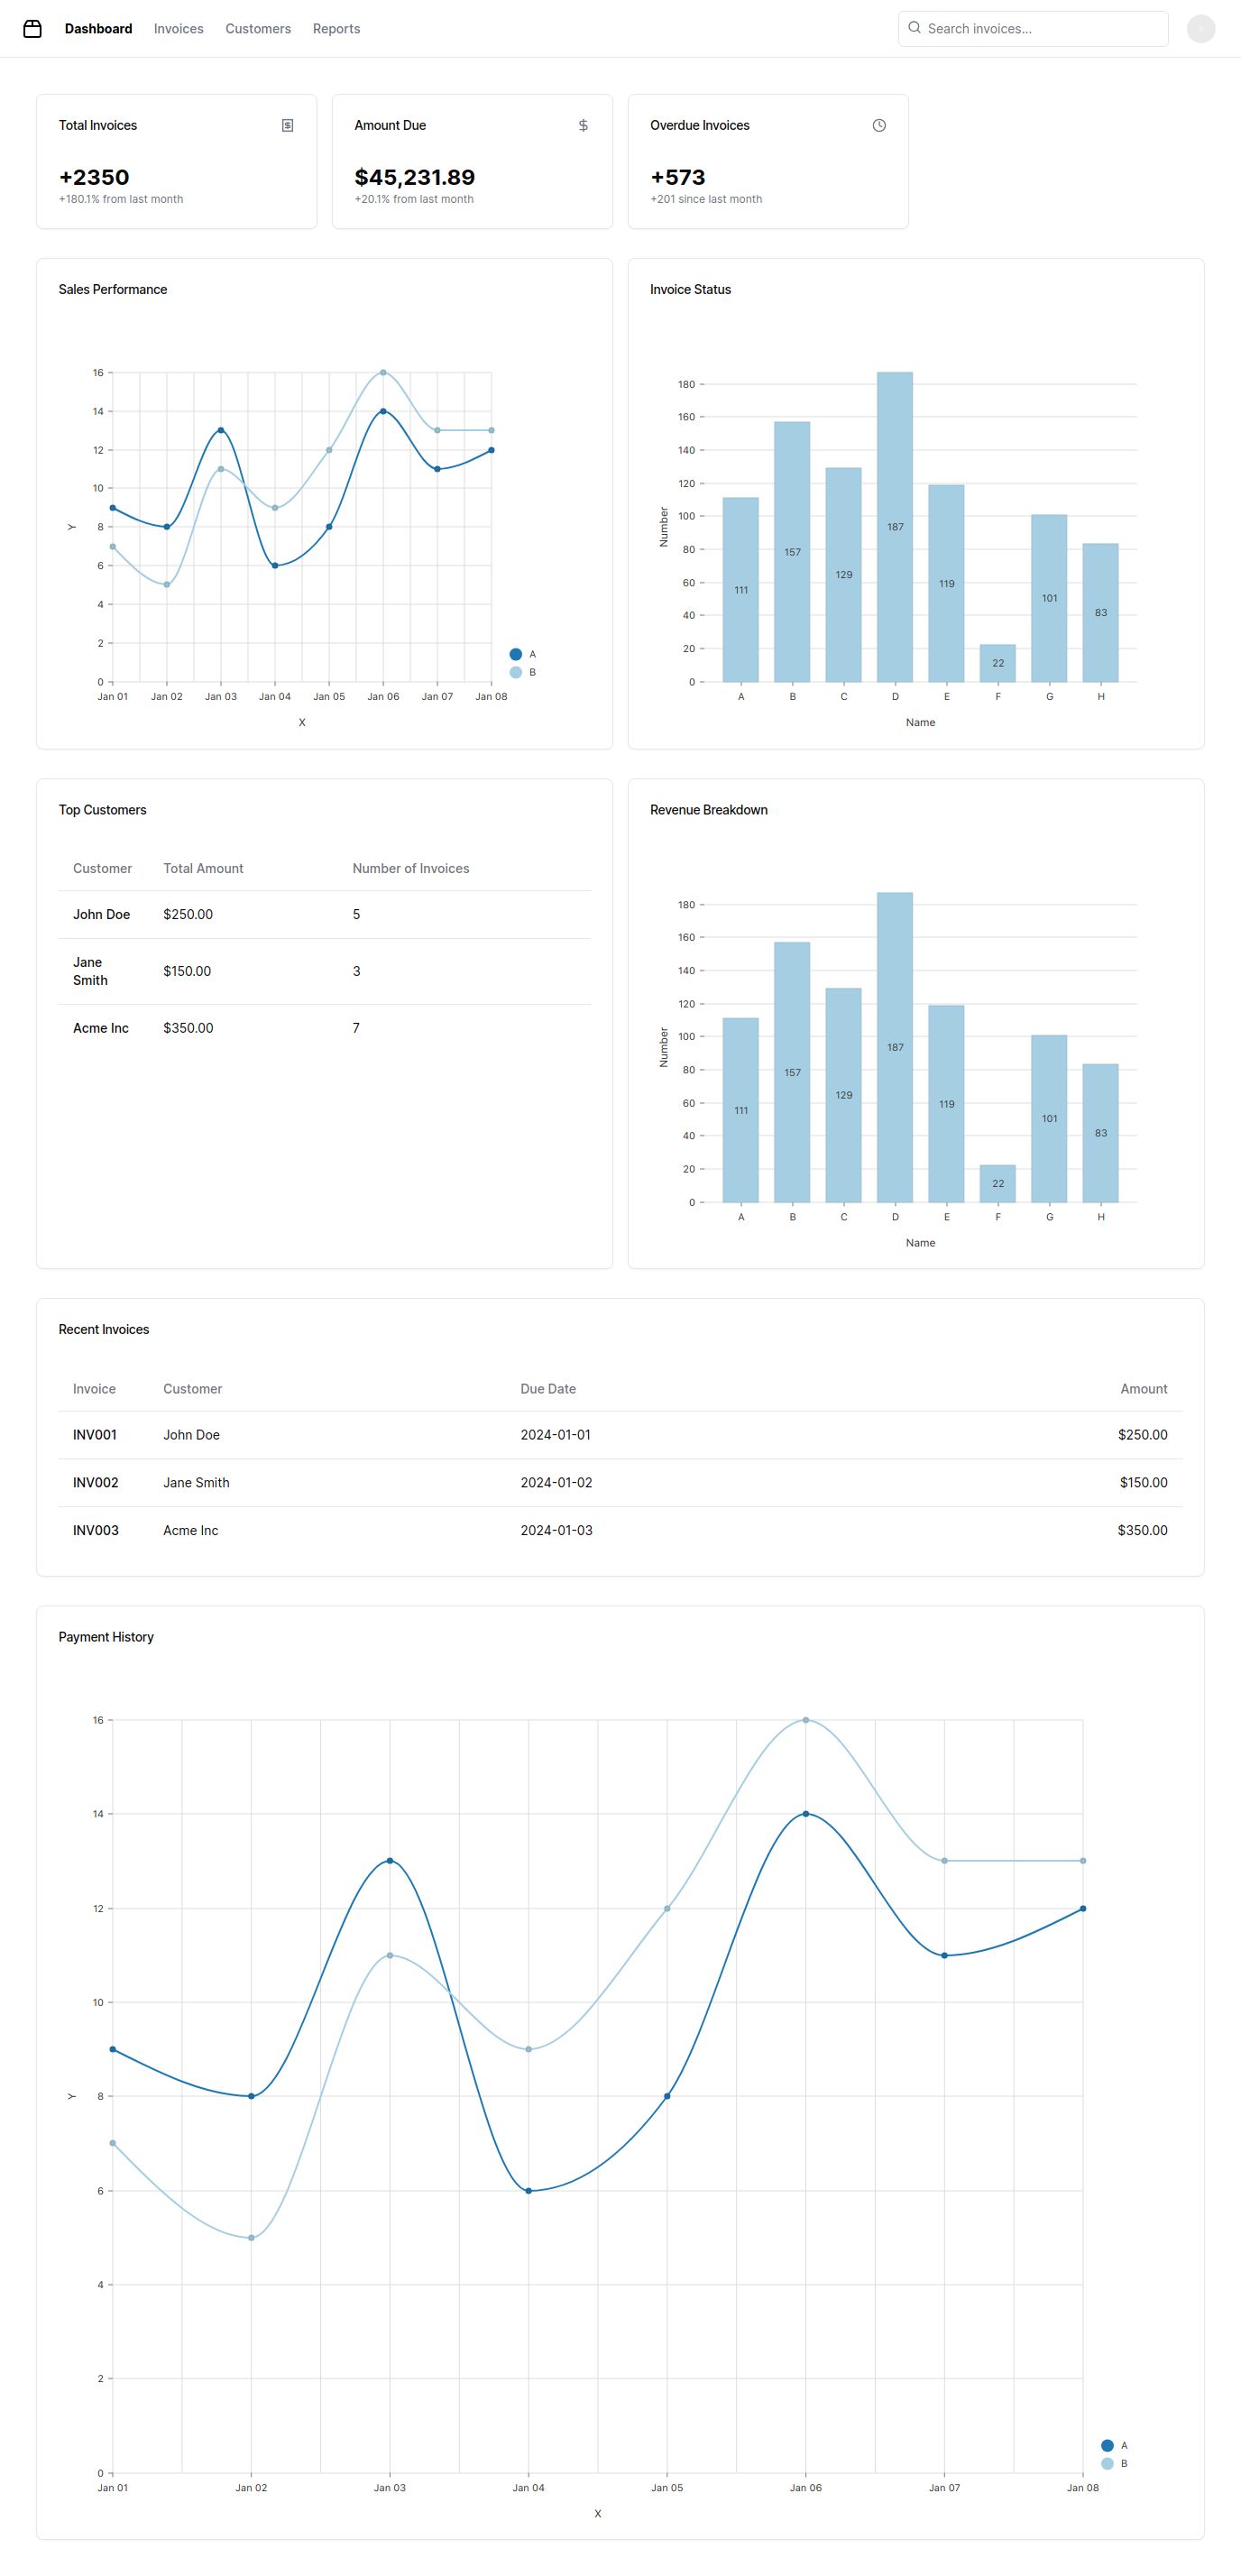 Dashboard Invoices Customers Reports Search invoices...
Total Invoices
+2350
+180.1% from last month
Amount Due
$45,231.89
+20.1% from last month
Overdue Invoices
+573
+201 since last month
Sales Performance
16
14
12
10
8
6
4
2
0
Y
Jan 01 Jan 02 Jan 03 Jan 04 Jan 05 Jan 06 Jan 07 Jan 08
X
A
B
Invoice Status
180
160
140
120
100
80
60
40
20
0
Number
111 157 129 187 119 22 101 83
A B C D E F G H
Name
Top Customers
Customer Total Amount Number of Invoices
John Doe $250.00 5
Jane
Smith $150.00 3
Acme Inc $350.00 7
Revenue Breakdown
180
160
140
120
100
80
60
40
20
0
Number
111 157 129 187 119 22 101 83
A B C D E F G H
Name
Recent Invoices
Invoice Customer Due Date Amount
INV001 John Doe 2024-01-01 $250.00
INV002 Jane Smith 2024-01-02 $150.00
INV003 Acme Inc 2024-01-03 $350.00
Payment History
16
14
12
10
8
6
4
2
0
Y
Jan 01 Jan 02 Jan 03 Jan 04 Jan 05 Jan 06 Jan 07 Jan 08
X
A
B